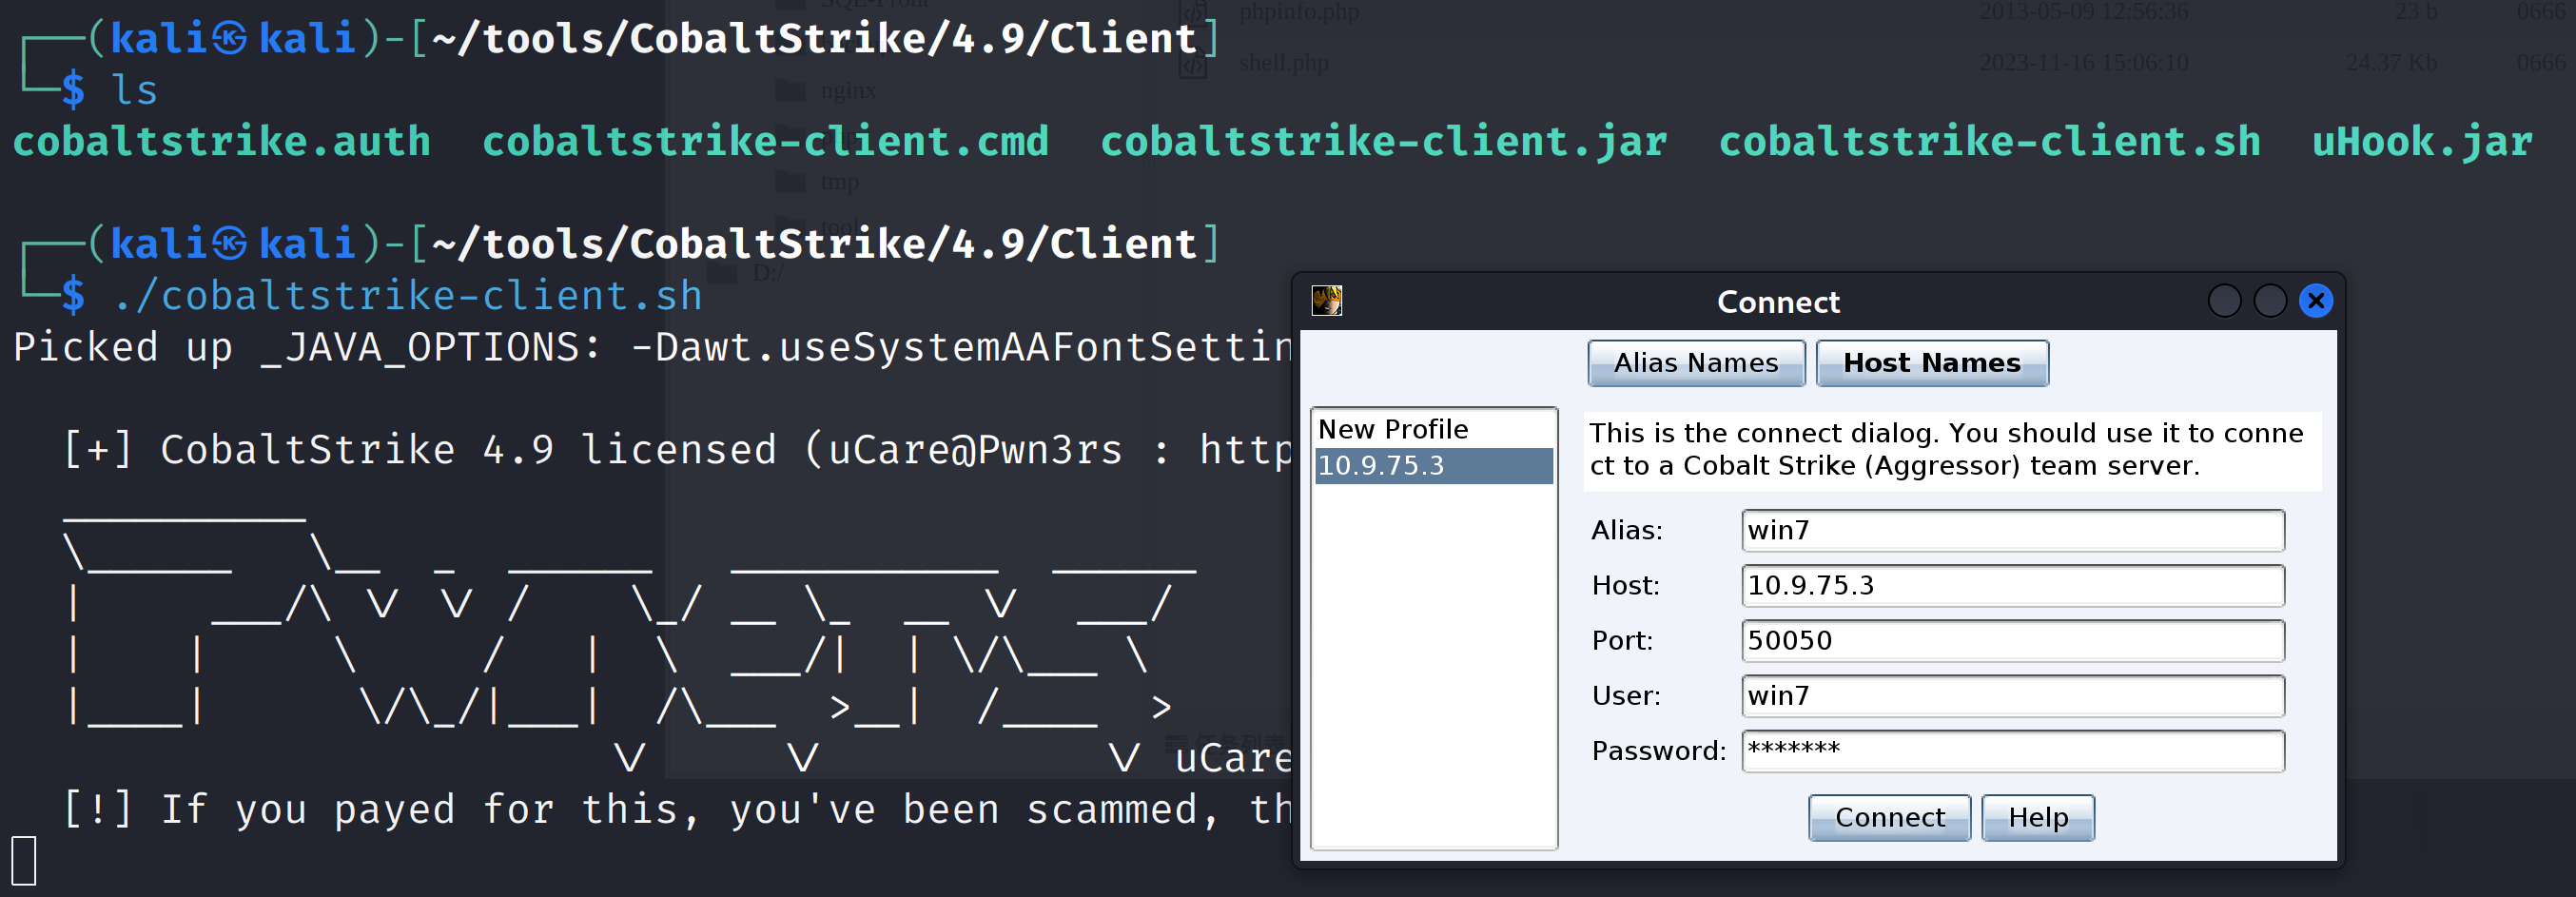 (kali㉿kali)-[~/tools/CobaltStrike/4.9/Client]
$ ls
cobaltstrike.auth cobaltstrike-client.cmd cobaltstrike-client.jar cobaltstrike-client.sh uHook.jar
(kali㉿kali)-[~/tools/CobaltStrike/4.9/Client]
$ ./cobaltstrike-client.sh
Picked up _JAVA_OPTIONS: -Dawt.useSystemAAFontSettin
[+] CobaltStrike 4.9 licensed (uCare@Pwn3rs : http
uCare
[!] If you payed for this, you've been scammed, th
phpinfo.php 2013-05-09 12:56:36 23 b 0666
shell.php 2023-11-16 15:06:10 24.37 Kb 0666
nginx
tmp
tools
D:/
Connect
Alias Names Host Names
New Profile
10.9.75.3
This is the connect dialog. You should use it to conne
ct to a Cobalt Strike (Aggressor) team server.
Alias: win7
Host: 10.9.75.3
Port: 50050
User: win7
Password: *******
Connect Help